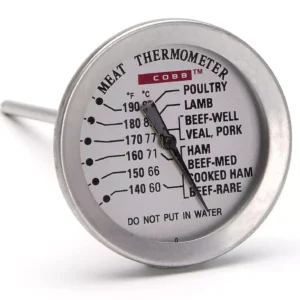 MEAT THERMOMETER
COBB™
°F °C
POULTRY
190
LAMB
180
BEEF-WELL
170 77
VEAL, PORK
160 71
HAM
BEEF-MED
150 66
COOKED HAM
140 60
BEEF-RARE
DO NOT PUT IN WATER